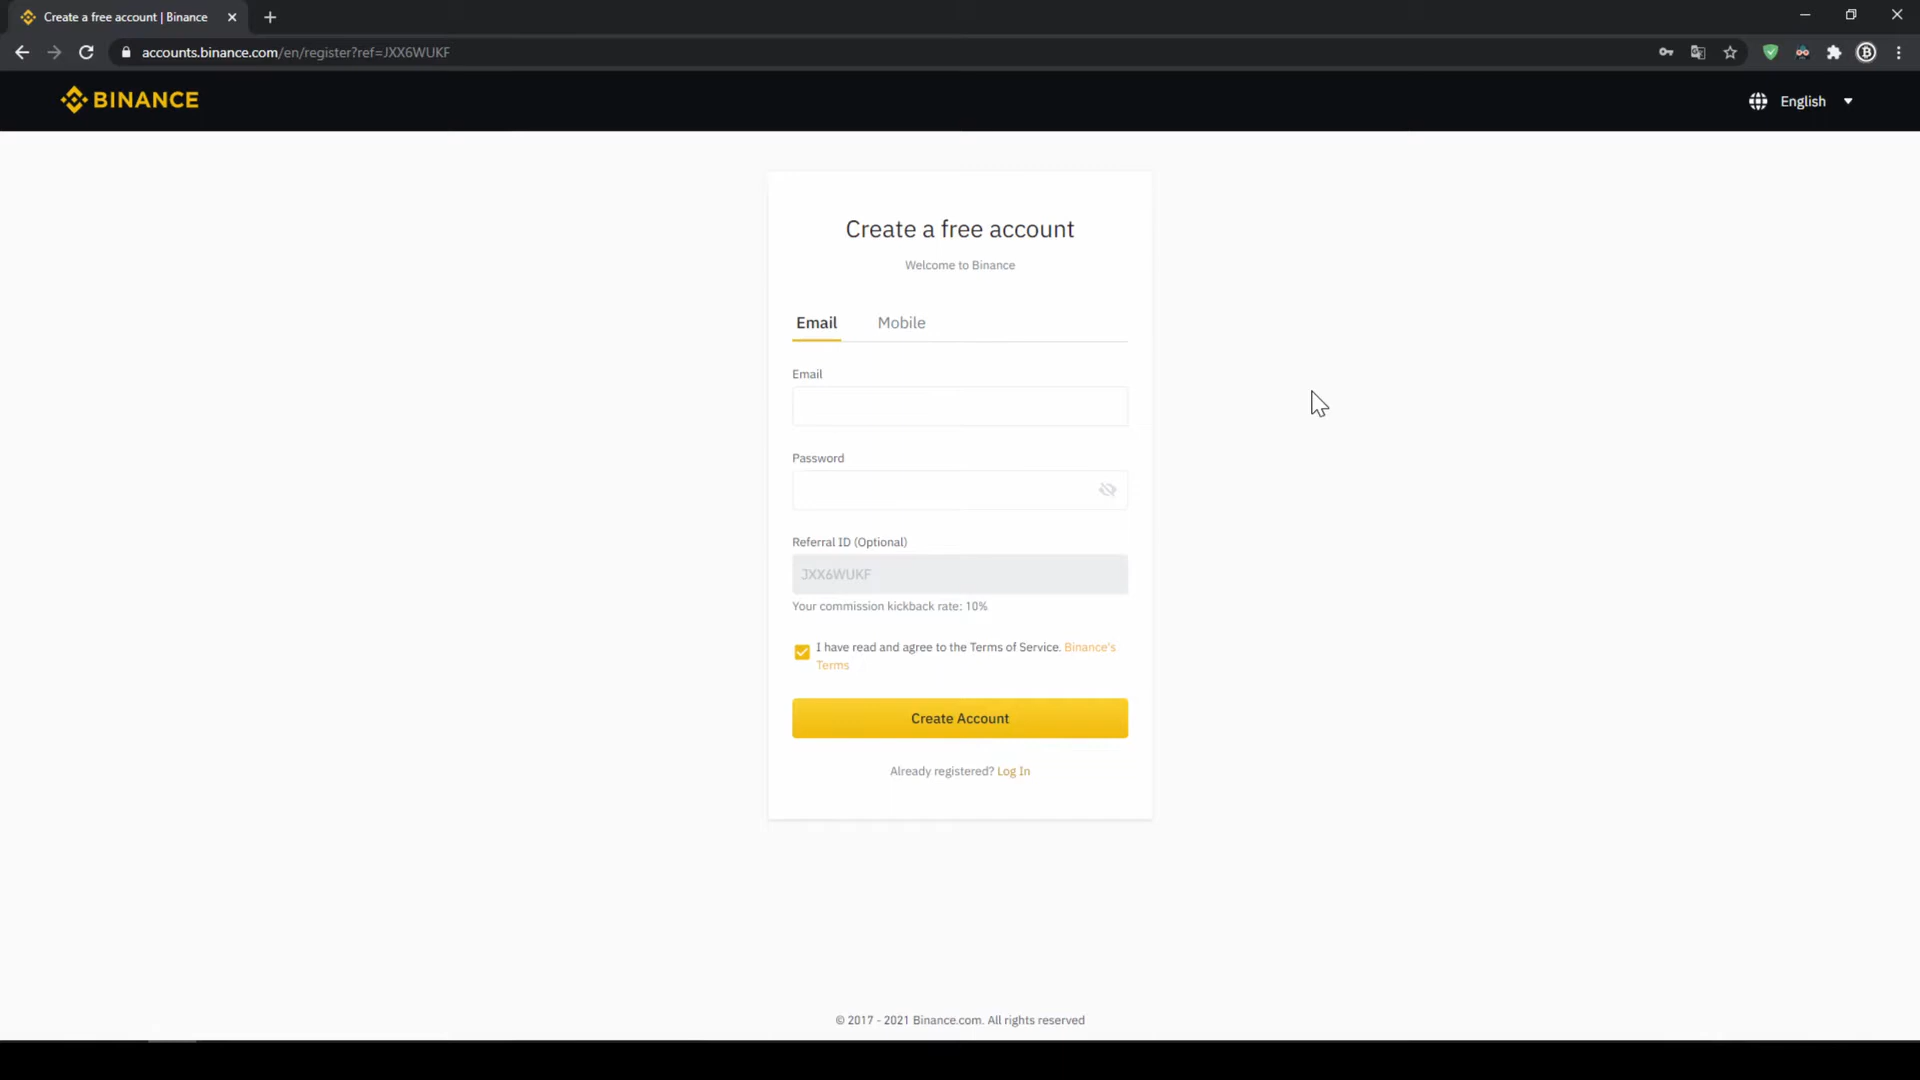 Create a free account | Binance
accounts.binance.com/en/register?ref=JXX6WUKF
BINANCE
English
Create a free account
Welcome to Binance
Email Mobile
Email
Password
Referral ID (Optional)
JXX6WUKF
Your commission kickback rate: 10%
I have read and agree to the Terms of Service. Binance's
Terms
Create Account
Already registered? Log In
© 2017 - 2021 Binance.com. All rights reserved